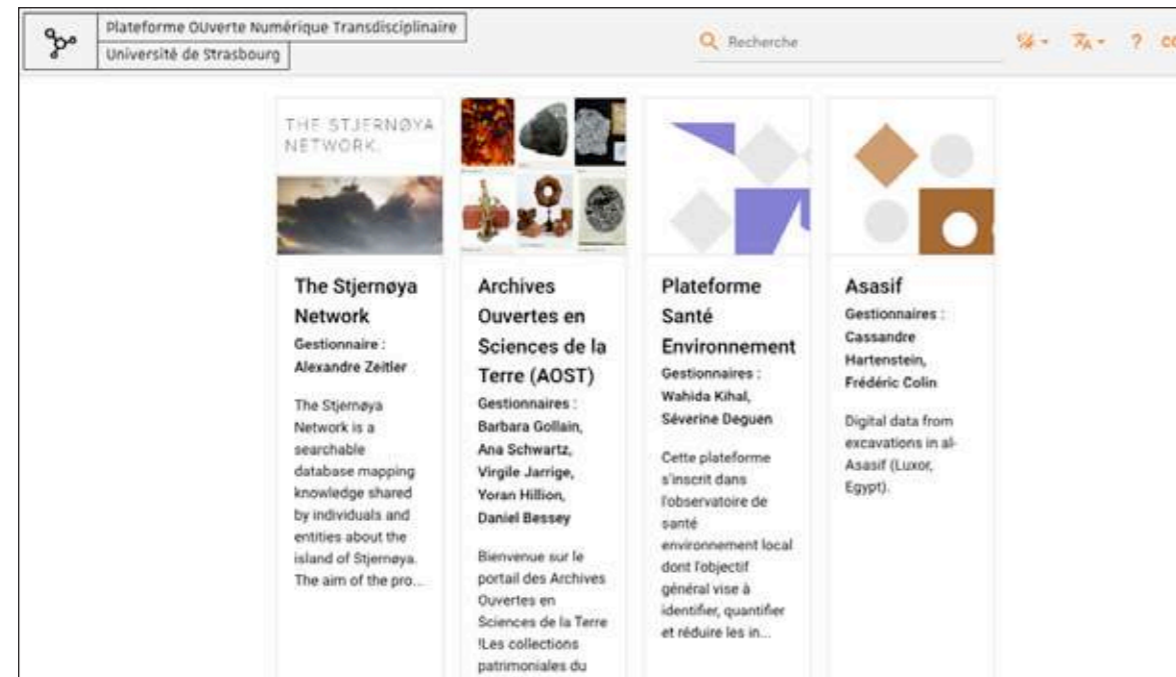 Plateforme OUverte Numérique Transdisciplinaire
Université de Strasbourg
Recherche
?
THE STJERNØYA
NETWORK.
The Stjernøya
Network
Gestionnaire :
Alexandre Zeitler
The Stjernøya
Network is a
searchable
database mapping
knowledge shared
by individuals and
entities about the
island of Stjernøya.
The aim of the pro...
Archives
Ouvertes en
Sciences de la
Terre (AOST)
Gestionnaires :
Barbara Gollain,
Ana Schwartz,
Virgile Jarrige,
Yoran Hillion,
Daniel Bessey
Bienvenue sur le
portail des Archives
Ouvertes en
Sciences de la Terre
!Les collections
patrimoniales du
Plateforme
Santé
Environnement
Gestionnaires :
Wahida Kihal,
Séverine Deguen
Cette plateforme
s'inscrit dans
l'observatoire de
santé
environnement local
dont l'objectif
général vise à
identifier, quantifier
et réduire les in...
Asasif
Gestionnaires :
Cassandre
Hartenstein,
Frédéric Colin
Digital data from
excavations in al-
Asasif (Luxor,
Egypt).